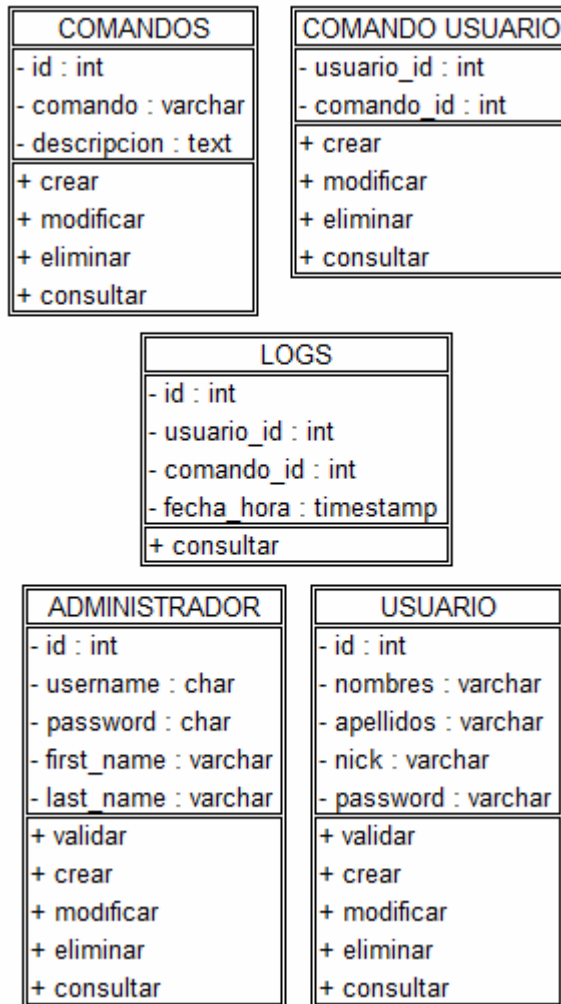 COMANDOS
- id : int
- comando : varchar
- descripcion : text
+ crear
+ modificar
+ eliminar
+ consultar
COMANDO USUARIO
- usuario_id : int
- comando_id : int
+ crear
+ modificar
+ eliminar
+ consultar
LOGS
- id : int
- usuario_id : int
- comando_id : int
- fecha_hora : timestamp
+ consultar
ADMINISTRADOR
- id : int
- username : char
- password : char
- first_name : varchar
- last_name : varchar
+ validar
+ crear
+ modificar
+ eliminar
+ consultar
USUARIO
- id : int
- nombres : varchar
- apellidos : varchar
- nick : varchar
- password : varchar
+ validar
+ crear
+ modificar
+ eliminar
+ consultar